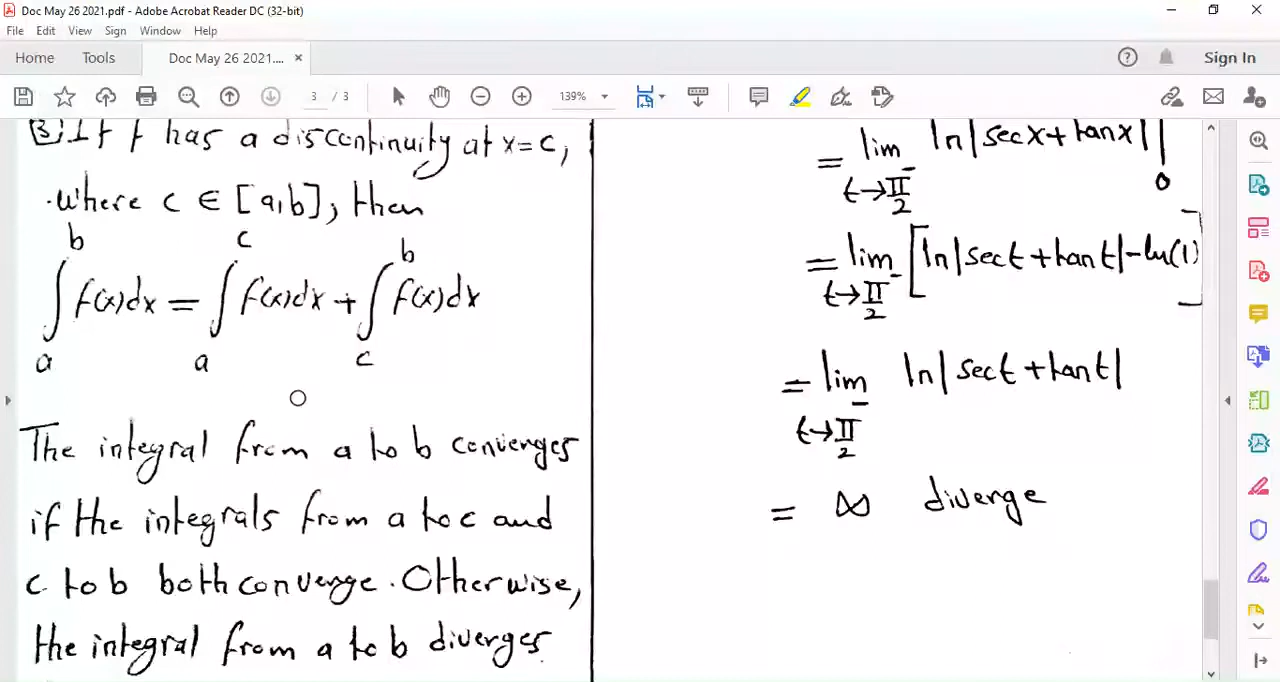 Doc May 26 2021.pdf - Adobe Acrobat Reader DC (32-bit)
File Edit View Sign Window Help
Home Tools Doc May 26 2021.... × Sign In
3 / 3 139%
[3] If f has a discontinuity at x=c,
where c ∈ [a,b], then
∫_a^b f(x)dx = ∫_a^c f(x)dx + ∫_c^b f(x)dx
The integral from a to b converges
if the integrals from a to c and
c to b both converge. Otherwise,
the integral from a to b diverges.
= lim_{t→π/2^-} ln|secx+tanx| |_0
= lim_{t→π/2^-} [ln|sect+tant|-ln(1)]
= lim_{t→π/2^-} ln|sect+tant|
= ∞ diverge